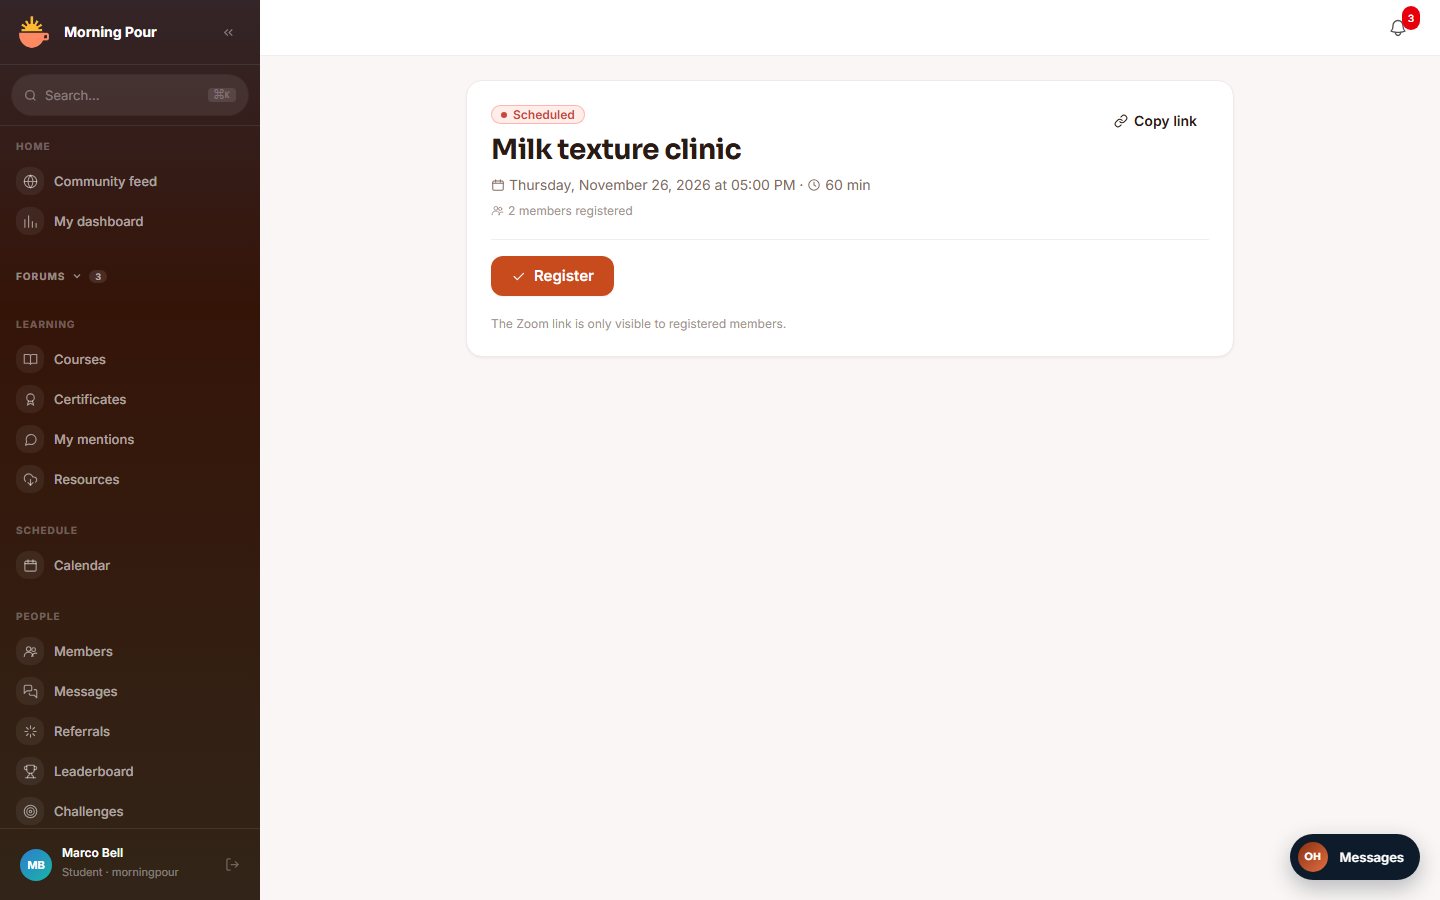 Morning Pour
Search...
⌘K
HOME
Community feed
My dashboard
FORUMS 3
LEARNING
Courses
Certificates
My mentions
Resources
SCHEDULE
Calendar
PEOPLE
Members
Messages
Referrals
Leaderboard
Challenges
MB
Marco Bell
Student · morningpour
3
Scheduled
Copy link
Milk texture clinic
Thursday, November 26, 2026 at 05:00 PM · 60 min
2 members registered
Register
The Zoom link is only visible to registered members.
OH Messages